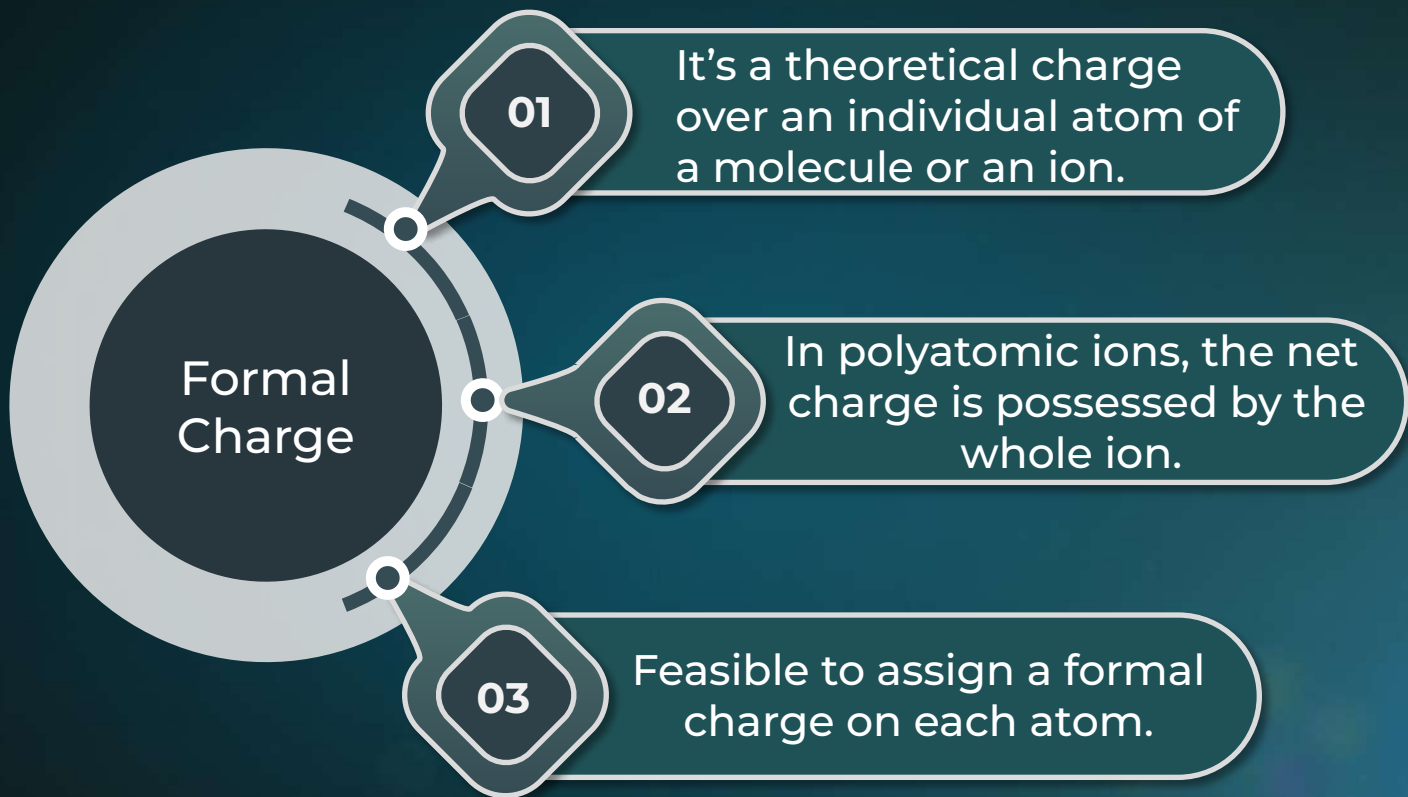 Formal
Charge
01
It’s a theoretical charge
over an individual atom of
a molecule or an ion.
02
In polyatomic ions, the net
charge is possessed by the
whole ion.
03
Feasible to assign a formal
charge on each atom.